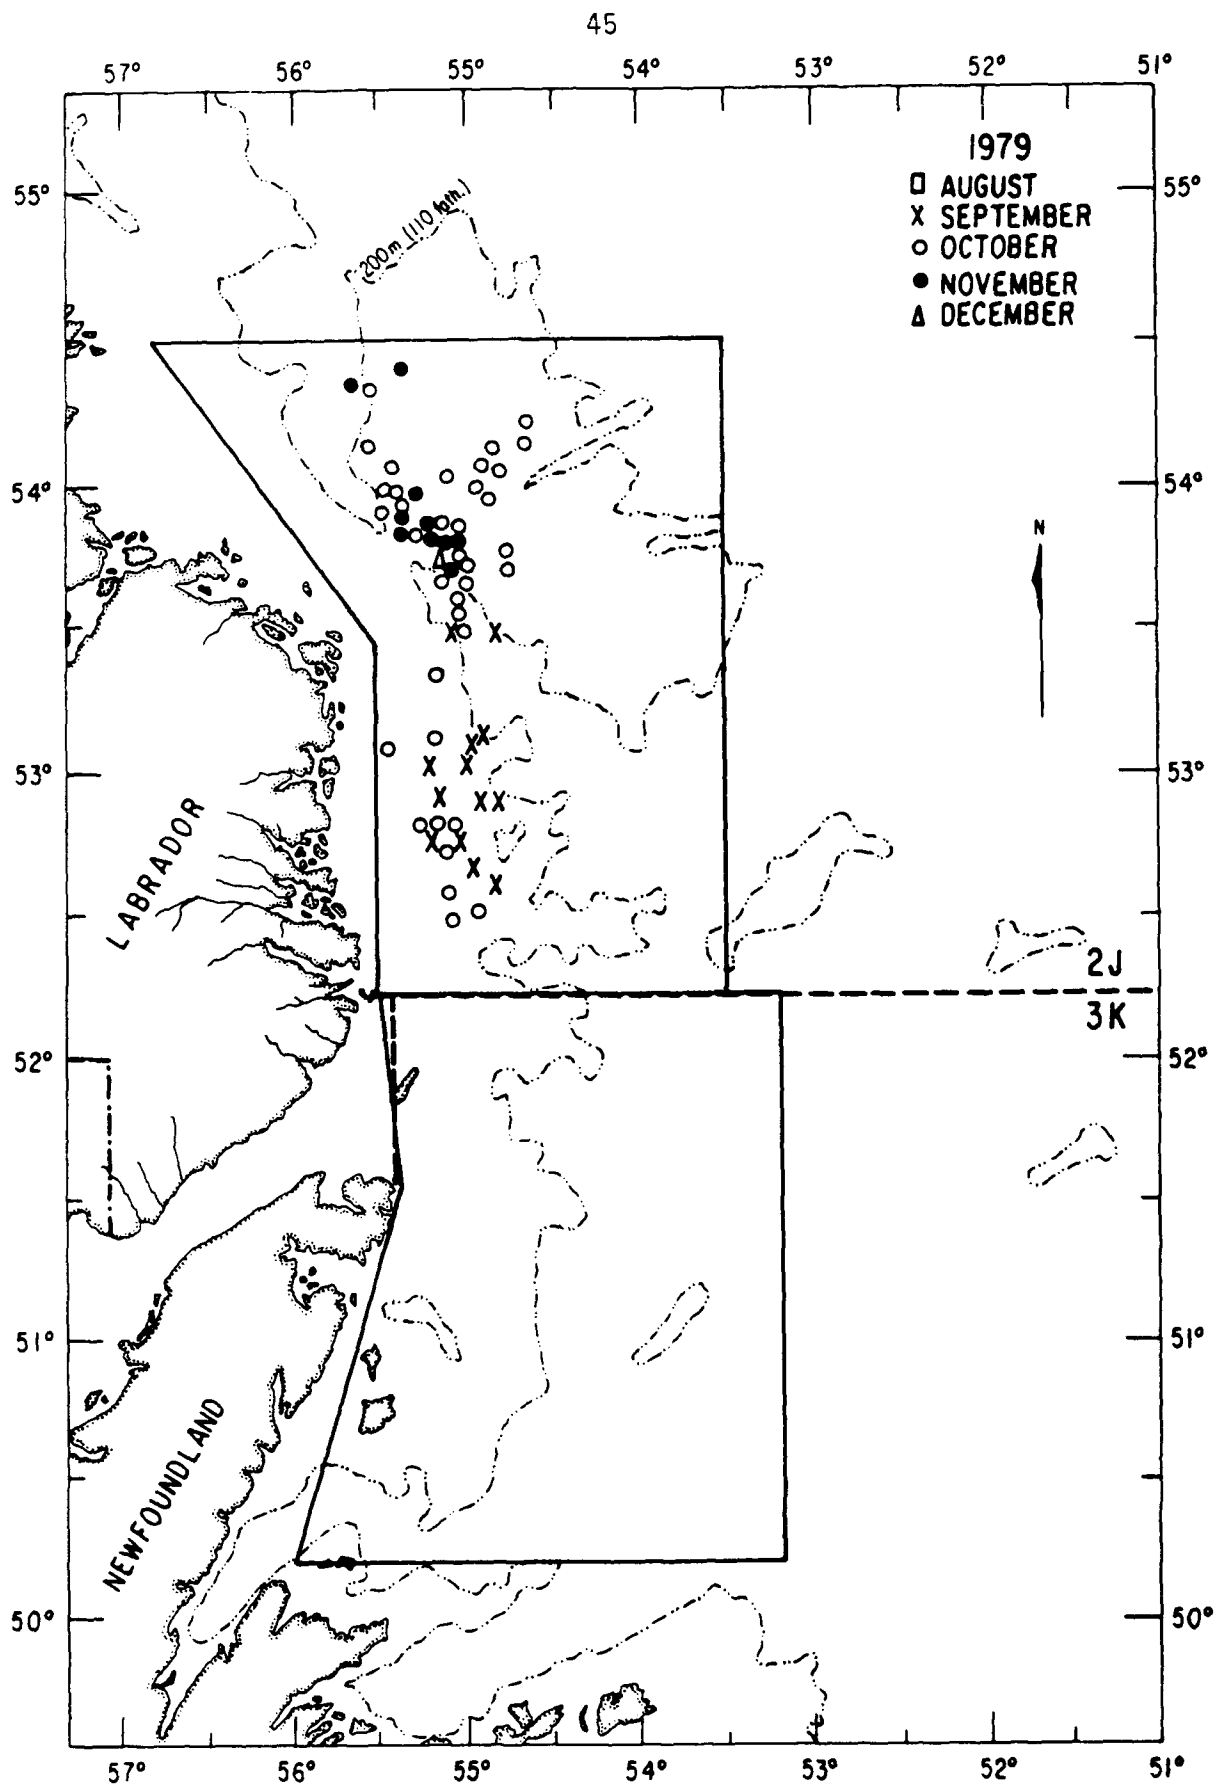 45
57° 56° 55° 54° 53° 52° 51°
1979
AUGUST
X SEPTEMBER
OCTOBER
NOVEMBER
DECEMBER
55° 55°
200m (110 fath.)
54° 54°
N
53° 53°
LABRADOR
2J
3K
52° 52°
51° 51°
NEWFOUNDLAND
50° 50°
57° 56° 55° 54° 53° 52° 51°